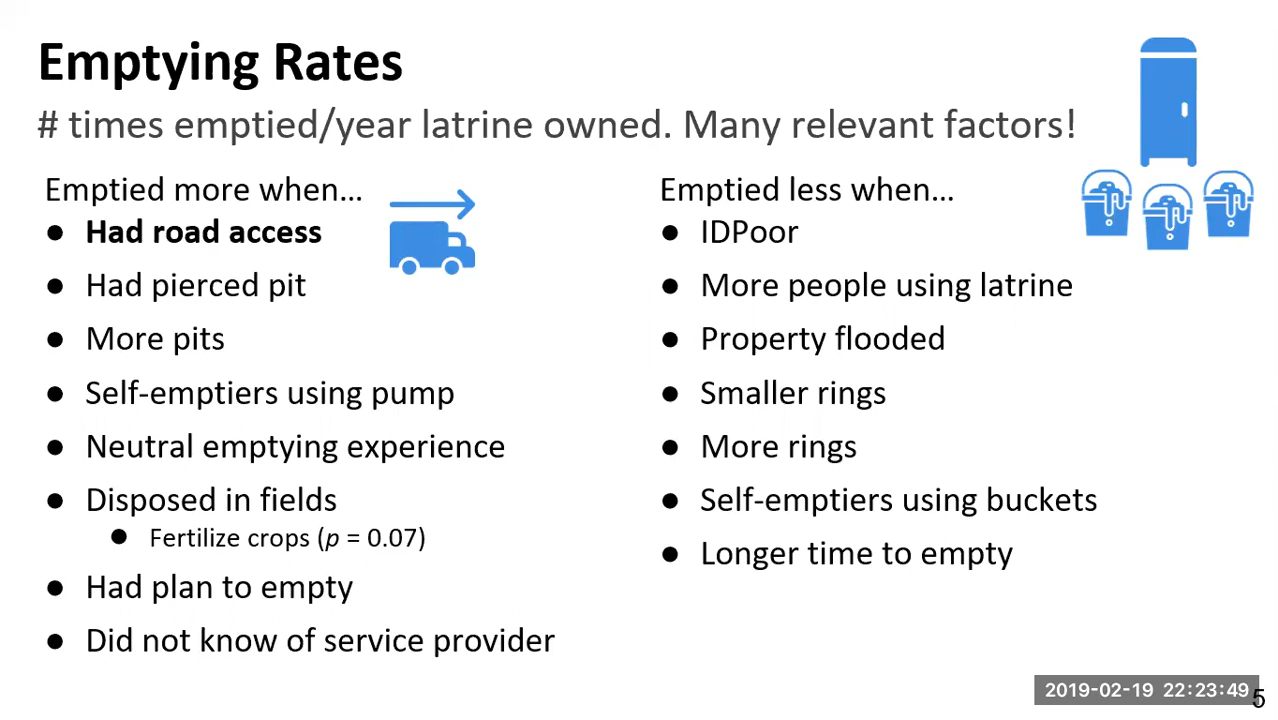 Emptying Rates
# times emptied/year latrine owned. Many relevant factors!
Emptied more when…
● Had road access
● Had pierced pit
● More pits
● Self-emptiers using pump
● Neutral emptying experience
● Disposed in fields
● Fertilize crops (p = 0.07)
● Had plan to empty
● Did not know of service provider
Emptied less when…
● IDPoor
● More people using latrine
● Property flooded
● Smaller rings
● More rings
● Self-emptiers using buckets
● Longer time to empty
2019-02-19 22:23:49
5